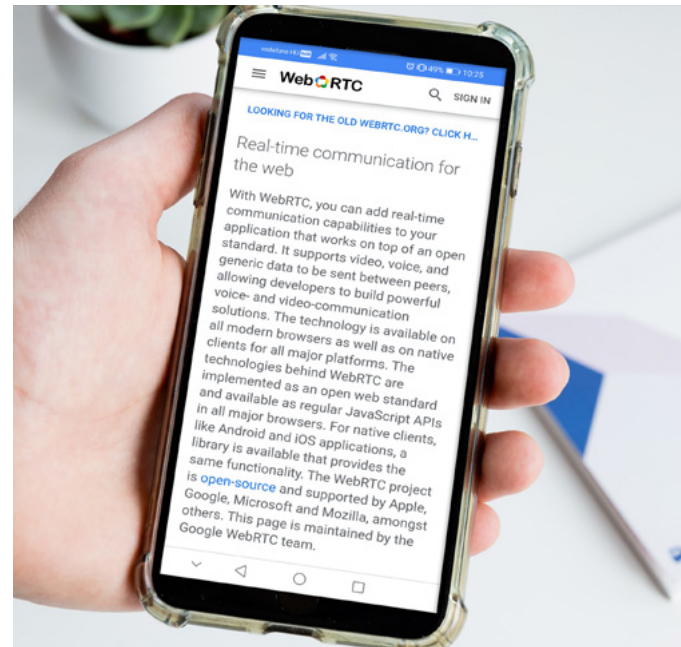 vodafone HU
49% 10:25
WebRTC
SIGN IN
LOOKING FOR THE OLD WEBRTC.ORG? CLICK H...
Real-time communication for
the web
With WebRTC, you can add real-time
communication capabilities to your
application that works on top of an open
standard. It supports video, voice, and
generic data to be sent between peers,
allowing developers to build powerful
voice- and video-communication
solutions. The technology is available on
all modern browsers as well as on native
clients for all major platforms. The
technologies behind WebRTC are
implemented as an open web standard
and available as regular JavaScript APIs
in all major browsers. For native clients,
like Android and iOS applications, a
library is available that provides the
same functionality. The WebRTC project
is open-source and supported by Apple,
Google, Microsoft and Mozilla, amongst
others. This page is maintained by the
Google WebRTC team.